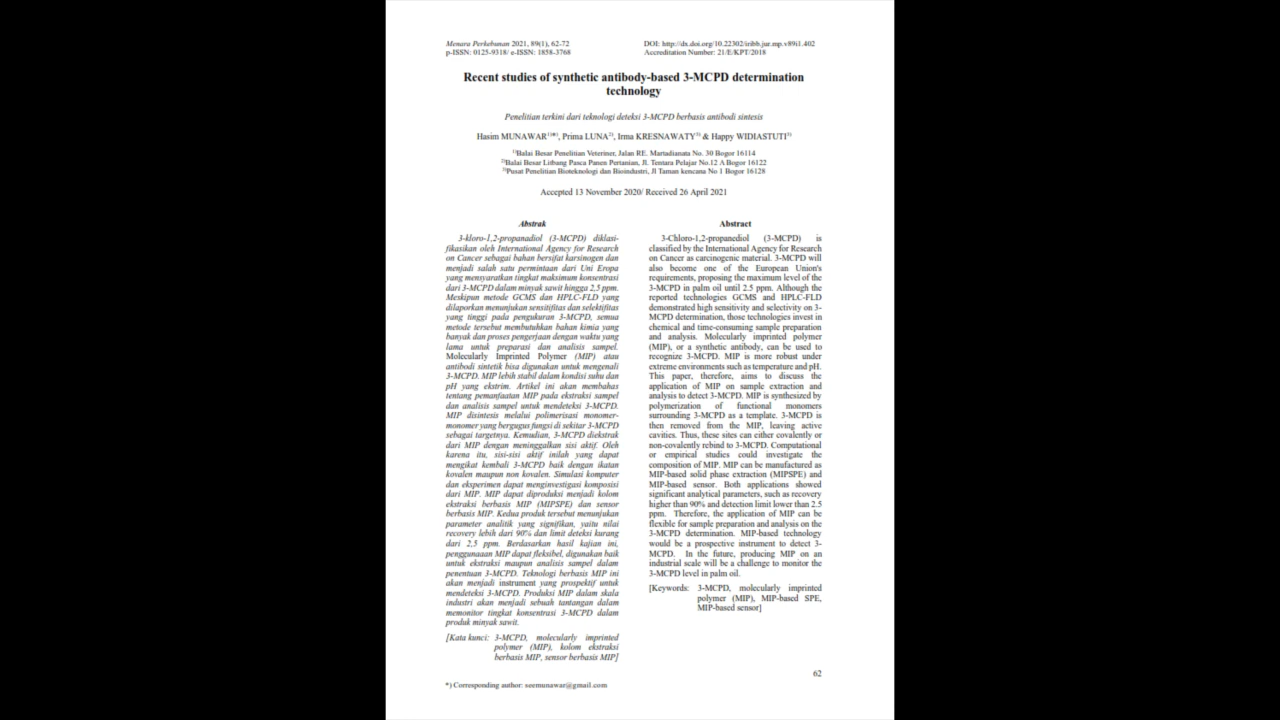 Menara Perkebunan 2021, 89(1), 62-72
p-ISSN: 0125-9318/ e-ISSN: 1858-3768
DOI: http://dx.doi.org/10.22302/iribb.jur.mp.v89i1.402
Accreditation Number: 21/E/KPT/2018
Recent studies of synthetic antibody-based 3-MCPD determination
technology
Penelitian terkini dari teknologi deteksi 3-MCPD berbasis antibodi sintesis
Hasim MUNAWAR1)*), Prima LUNA2), Irma KRESNAWATY3) & Happy WIDIASTUTI3)
1)Balai Besar Penelitian Veteriner, Jalan RE. Martadianata No. 30 Bogor 16114
2)Balai Besar Litbang Pasca Panen Pertanian, Jl. Tentara Pelajar No.12 A Bogor 16122
3)Pusat Penelitian Bioteknologi dan Bioindustri, Jl Taman kencana No 1 Bogor 16128
Accepted 13 November 2020/ Received 26 April 2021
Abstrak
3-kloro-1,2-propanadiol (3-MCPD) diklasi-
fikasikan oleh International Agency for Research
on Cancer sebagai bahan bersifat karsinogen dan
menjadi salah satu permintaan dari Uni Eropa
yang mensyaratkan tingkat maksimum konsentrasi
dari 3-MCPD dalam minyak sawit hingga 2,5 ppm.
Meskipun metode GCMS dan HPLC-FLD yang
dilaporkan menunjukan sensitifitas dan selektifitas
yang tinggi pada pengukuran 3-MCPD, semua
metode tersebut membutuhkan bahan kimia yang
banyak dan proses pengerjaan dengan waktu yang
lama untuk preparasi dan analisis sampel.
Molecularly Imprinted Polymer (MIP) atau
antibodi sintetik bisa digunakan untuk mengenali
3-MCPD. MIP lebih stabil dalam kondisi suhu dan
pH yang ekstrim. Artikel ini akan membahas
tentang pemanfaatan MIP pada ekstraksi sampel
dan analisis sampel untuk mendeteksi 3-MCPD.
MIP disintesis melalui polimerisasi monomer-
monomer yang bergugus fungsi di sekitar 3-MCPD
sebagai targetnya. Kemudian, 3-MCPD diekstrak
dari MIP dengan meninggalkan sisi aktif. Oleh
karena itu, sisi-sisi aktif inilah yang dapat
mengikat kembali 3-MCPD baik dengan ikatan
kovalen maupun non kovalen. Simulasi komputer
dan eksperimen dapat menginvestigasi komposisi
dari MIP. MIP dapat diproduksi menjadi kolom
ekstraksi berbasis MIP (MIPSPE) dan sensor
berbasis MIP. Kedua produk tersebut menunjukan
parameter analitik yang signifikan, yaitu nilai
recovery lebih dari 90% dan limit deteksi kurang
dari 2,5 ppm. Berdasarkan hasil kajian ini,
penggunaaan MIP dapat fleksibel, digunakan baik
untuk ekstraksi maupun analisis sampel dalam
penentuan 3-MCPD. Teknologi berbasis MIP ini
akan menjadi instrument yang prospektif untuk
mendeteksi 3-MCPD. Produksi MIP dalam skala
industri akan menjadi sebuah tantangan dalam
memonitor tingkat konsentrasi 3-MCPD dalam
produk minyak sawit.
[Kata kunci: 3-MCPD, molecularly imprinted
polymer (MIP), kolom ekstraksi
berbasis MIP, sensor berbasis MIP]
Abstract
3-Chloro-1,2-propanediol (3-MCPD) is
classified by the International Agency for Research
on Cancer as carcinogenic material. 3-MCPD will
also become one of the European Union's
requirements, proposing the maximum level of the
3-MCPD in palm oil until 2.5 ppm. Although the
reported technologies GCMS and HPLC-FLD
demonstrated high sensitivity and selectivity on 3-
MCPD determination, those technologies invest in
chemical and time-consuming sample preparation
and analysis. Molecularly imprinted polymer
(MIP), or a synthetic antibody, can be used to
recognize 3-MCPD. MIP is more robust under
extreme environments such as temperature and pH.
This paper, therefore, aims to discuss the
application of MIP on sample extraction and
analysis to detect 3-MCPD. MIP is synthesized by
polymerization of functional monomers
surrounding 3-MCPD as a template. 3-MCPD is
then removed from the MIP, leaving active
cavities. Thus, these sites can either covalently or
non-covalently rebind to 3-MCPD. Computational
or empirical studies could investigate the
composition of MIP. MIP can be manufactured as
MIP-based solid phase extraction (MIPSPE) and
MIP-based sensor. Both applications showed
significant analytical parameters, such as recovery
higher than 90% and detection limit lower than 2.5
ppm. Therefore, the application of MIP can be
flexible for sample preparation and analysis on the
3-MCPD determination. MIP-based technology
would be a prospective instrument to detect 3-
MCPD. In the future, producing MIP on an
industrial scale will be a challenge to monitor the
3-MCPD level in palm oil.
[Keywords: 3-MCPD, molecularly imprinted
polymer (MIP), MIP-based SPE,
MIP-based sensor]
62
*) Corresponding author: seemunawar@gmail.com